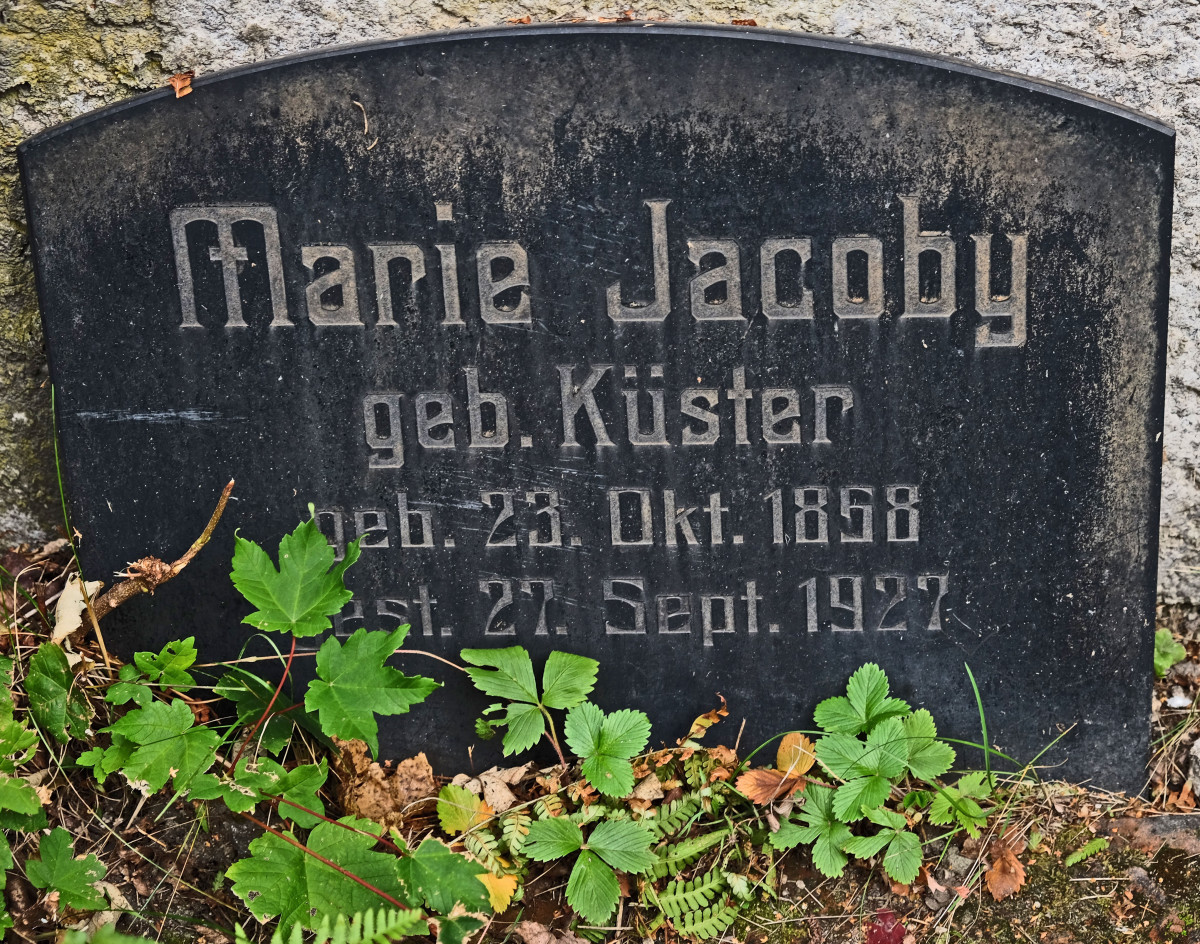 Marie Jacoby
geb. Küster
geb. 23. Okt. 1858
gest. 27. Sept. 1927